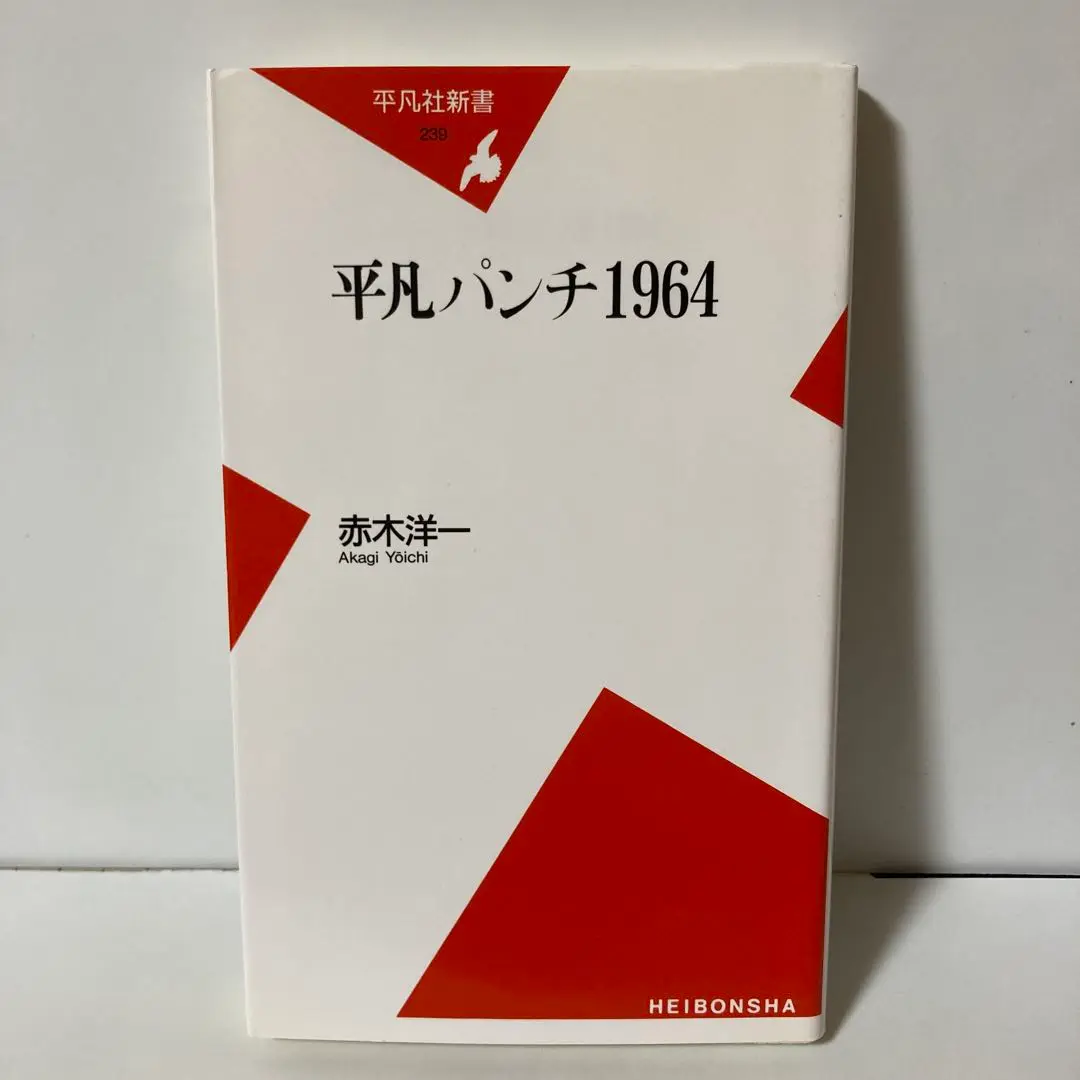 平凡社新書
239
平凡パンチ1964
赤木洋一
Akagi Yōichi
HEIBONSHA